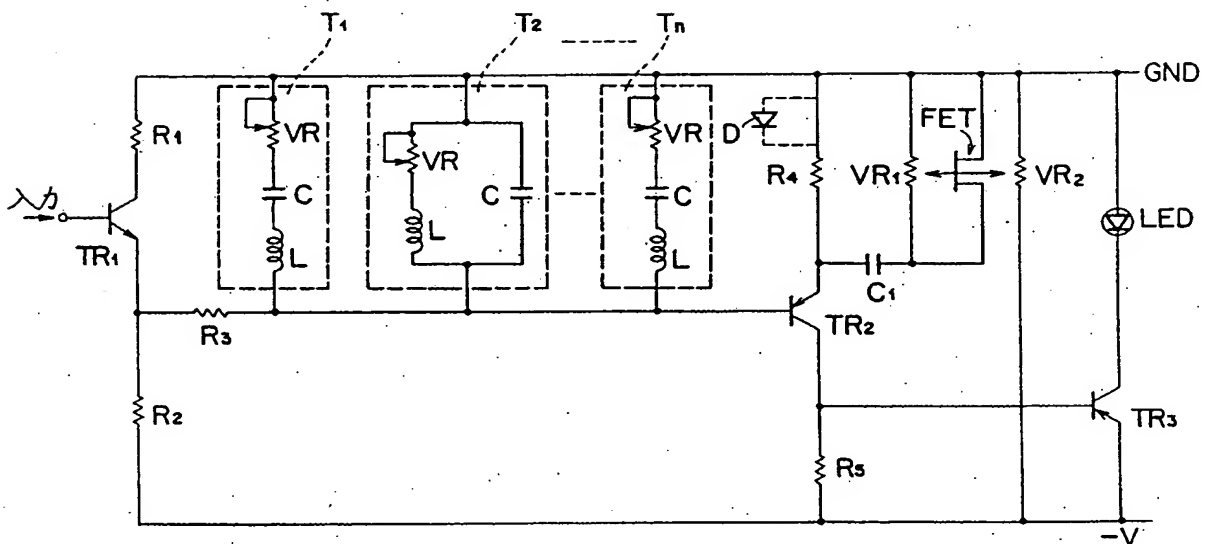 T1
T2
Tn
GND
R1
VR
C
L
VR
L
C
VR
C
L
D
R4
VR1
FET
VR2
LED
入力
TR1
R3
C1
TR2
R2
R5
TR3
-V